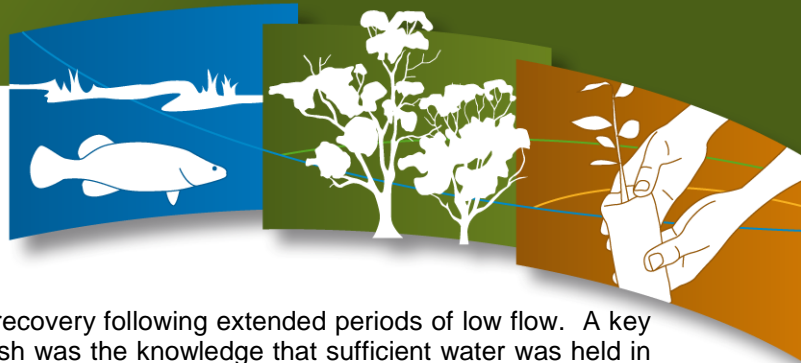 recovery following extended periods of low flow. A key
sh was the knowledge that sufficient water was held in